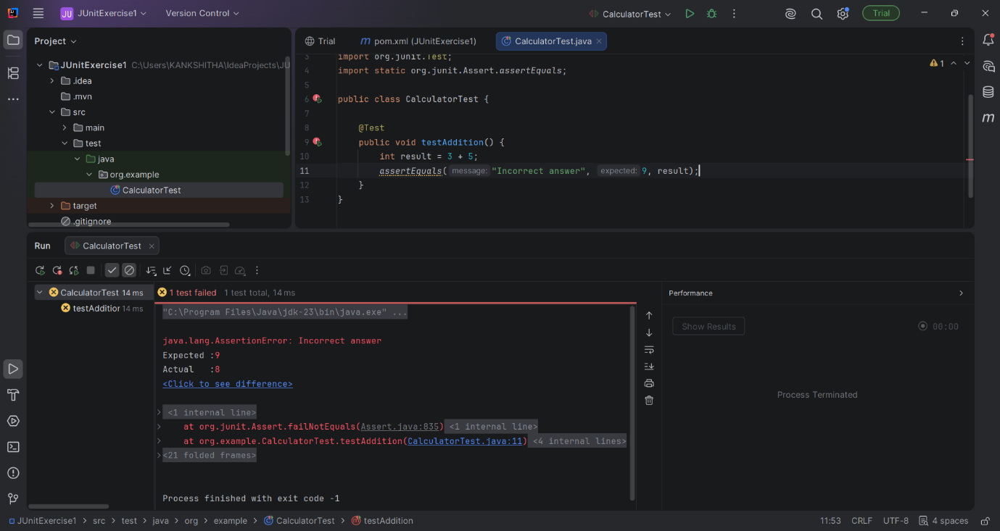 JU JUnitExercise1 Version Control CalculatorTest Trial
Project
JUnitExercise1 C:\Users\KANKSHITHA\IdeaProjects\JU
.idea
.mvn
src
main
test
java
org.example
CalculatorTest
target
.gitignore
Trial m pom.xml (JUnitExercise1) CalculatorTest.java
3 import org.junit.Test;
4 import static org.junit.Assert.assertEquals;
1
5
6 public class CalculatorTest {
7
8 @Test
9 public void testAddition() {
10 int result = 3 + 5;
11 assertEquals( message: "Incorrect answer", expected: 9, result);
12 }
13 }
m
Run CalculatorTest
CalculatorTest 14 ms
testAdditior 14 ms
1 test failed 1 test total, 14 ms
"C:\Program Files\Java\jdk-23\bin\java.exe" ...
java.lang.AssertionError: Incorrect answer
Expected :9
Actual :8
<Click to see difference>
<1 internal line>
at org.junit.Assert.failNotEquals(Assert.java:835) <1 internal line>
at org.example.CalculatorTest.testAddition(CalculatorTest.java:11) <4 internal lines>
<21 folded frames>
Process finished with exit code -1
Performance
Show Results 00:00
Process Terminated
JUnitExercise1 > src > test > java > org > example > CalculatorTest > testAddition 11:53 CRLF UTF-8 4 spaces